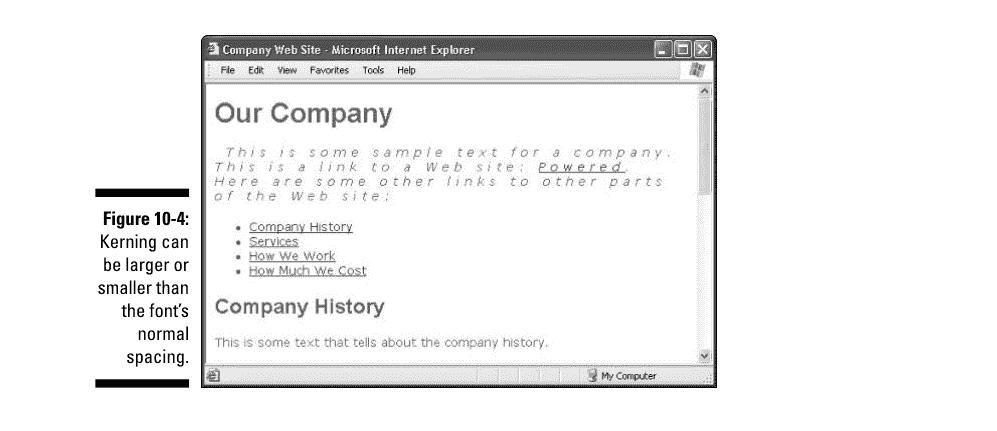 Company Web Site - Microsoft Internet Explorer
File Edit View Favorites Tools Help
Our Company
This is some sample text for a company.
This is a link to a Web site: Powered.
Here are some other links to other parts
of the Web site:
Company History
Services
How We Work
How Much We Cost
Company History
This is some text that tells about the company history.
My Computer
Figure 10-4:
Kerning can
be larger or
smaller than
the font's
normal
spacing.